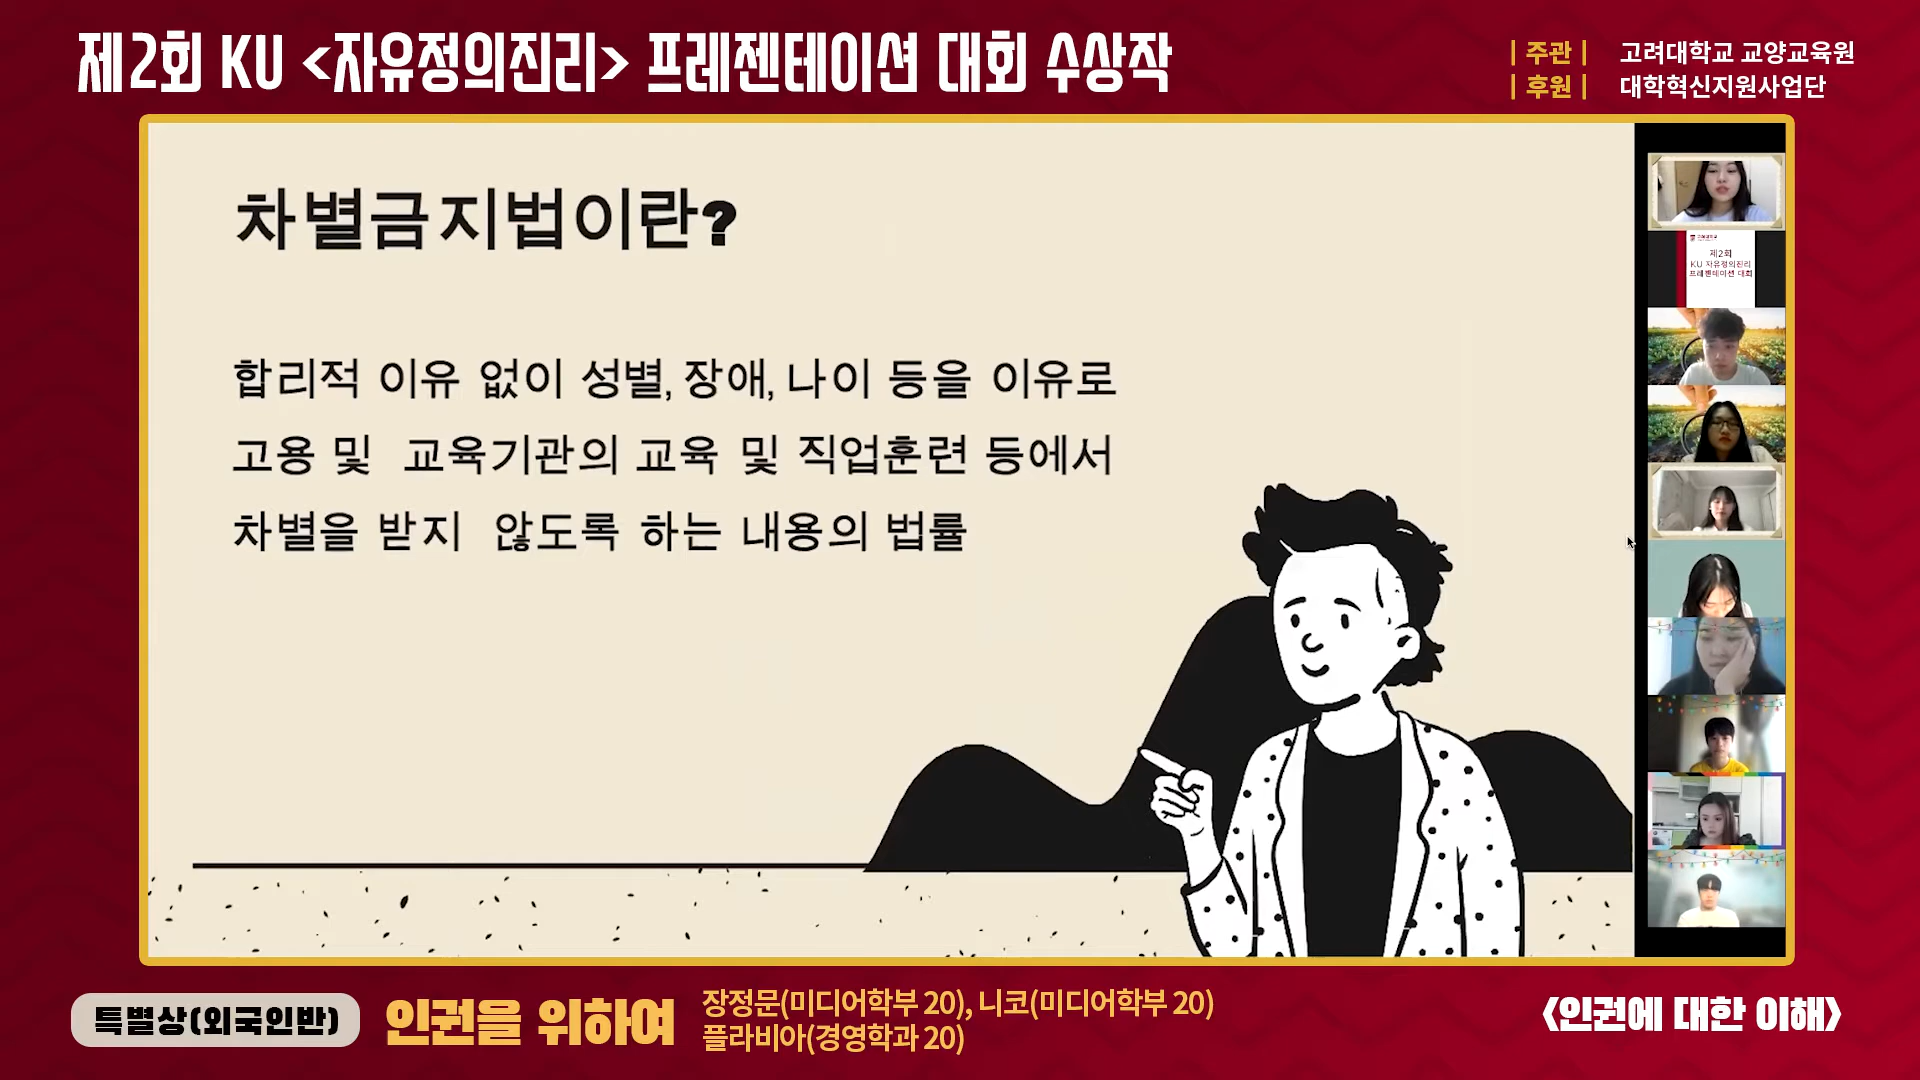 제2회 KU <자유정의진리> 프레젠테이션 대회 수상작
| 주관 | 고려대학교 교양교육원
| 후원 | 대학혁신지원사업단
차별금지법이란?
합리적 이유 없이 성별, 장애, 나이 등을 이유로
고용 및 교육기관의 교육 및 직업훈련 등에서
차별을 받지 않도록 하는 내용의 법률
고려대학교
제2회
KU 자유정의진리
프레젠테이션 대회
특별상(외국인반)
인권을 위하여
장정문(미디어학부 20), 니코(미디어학부 20)
플라비아(경영학과 20)
<인권에 대한 이해>